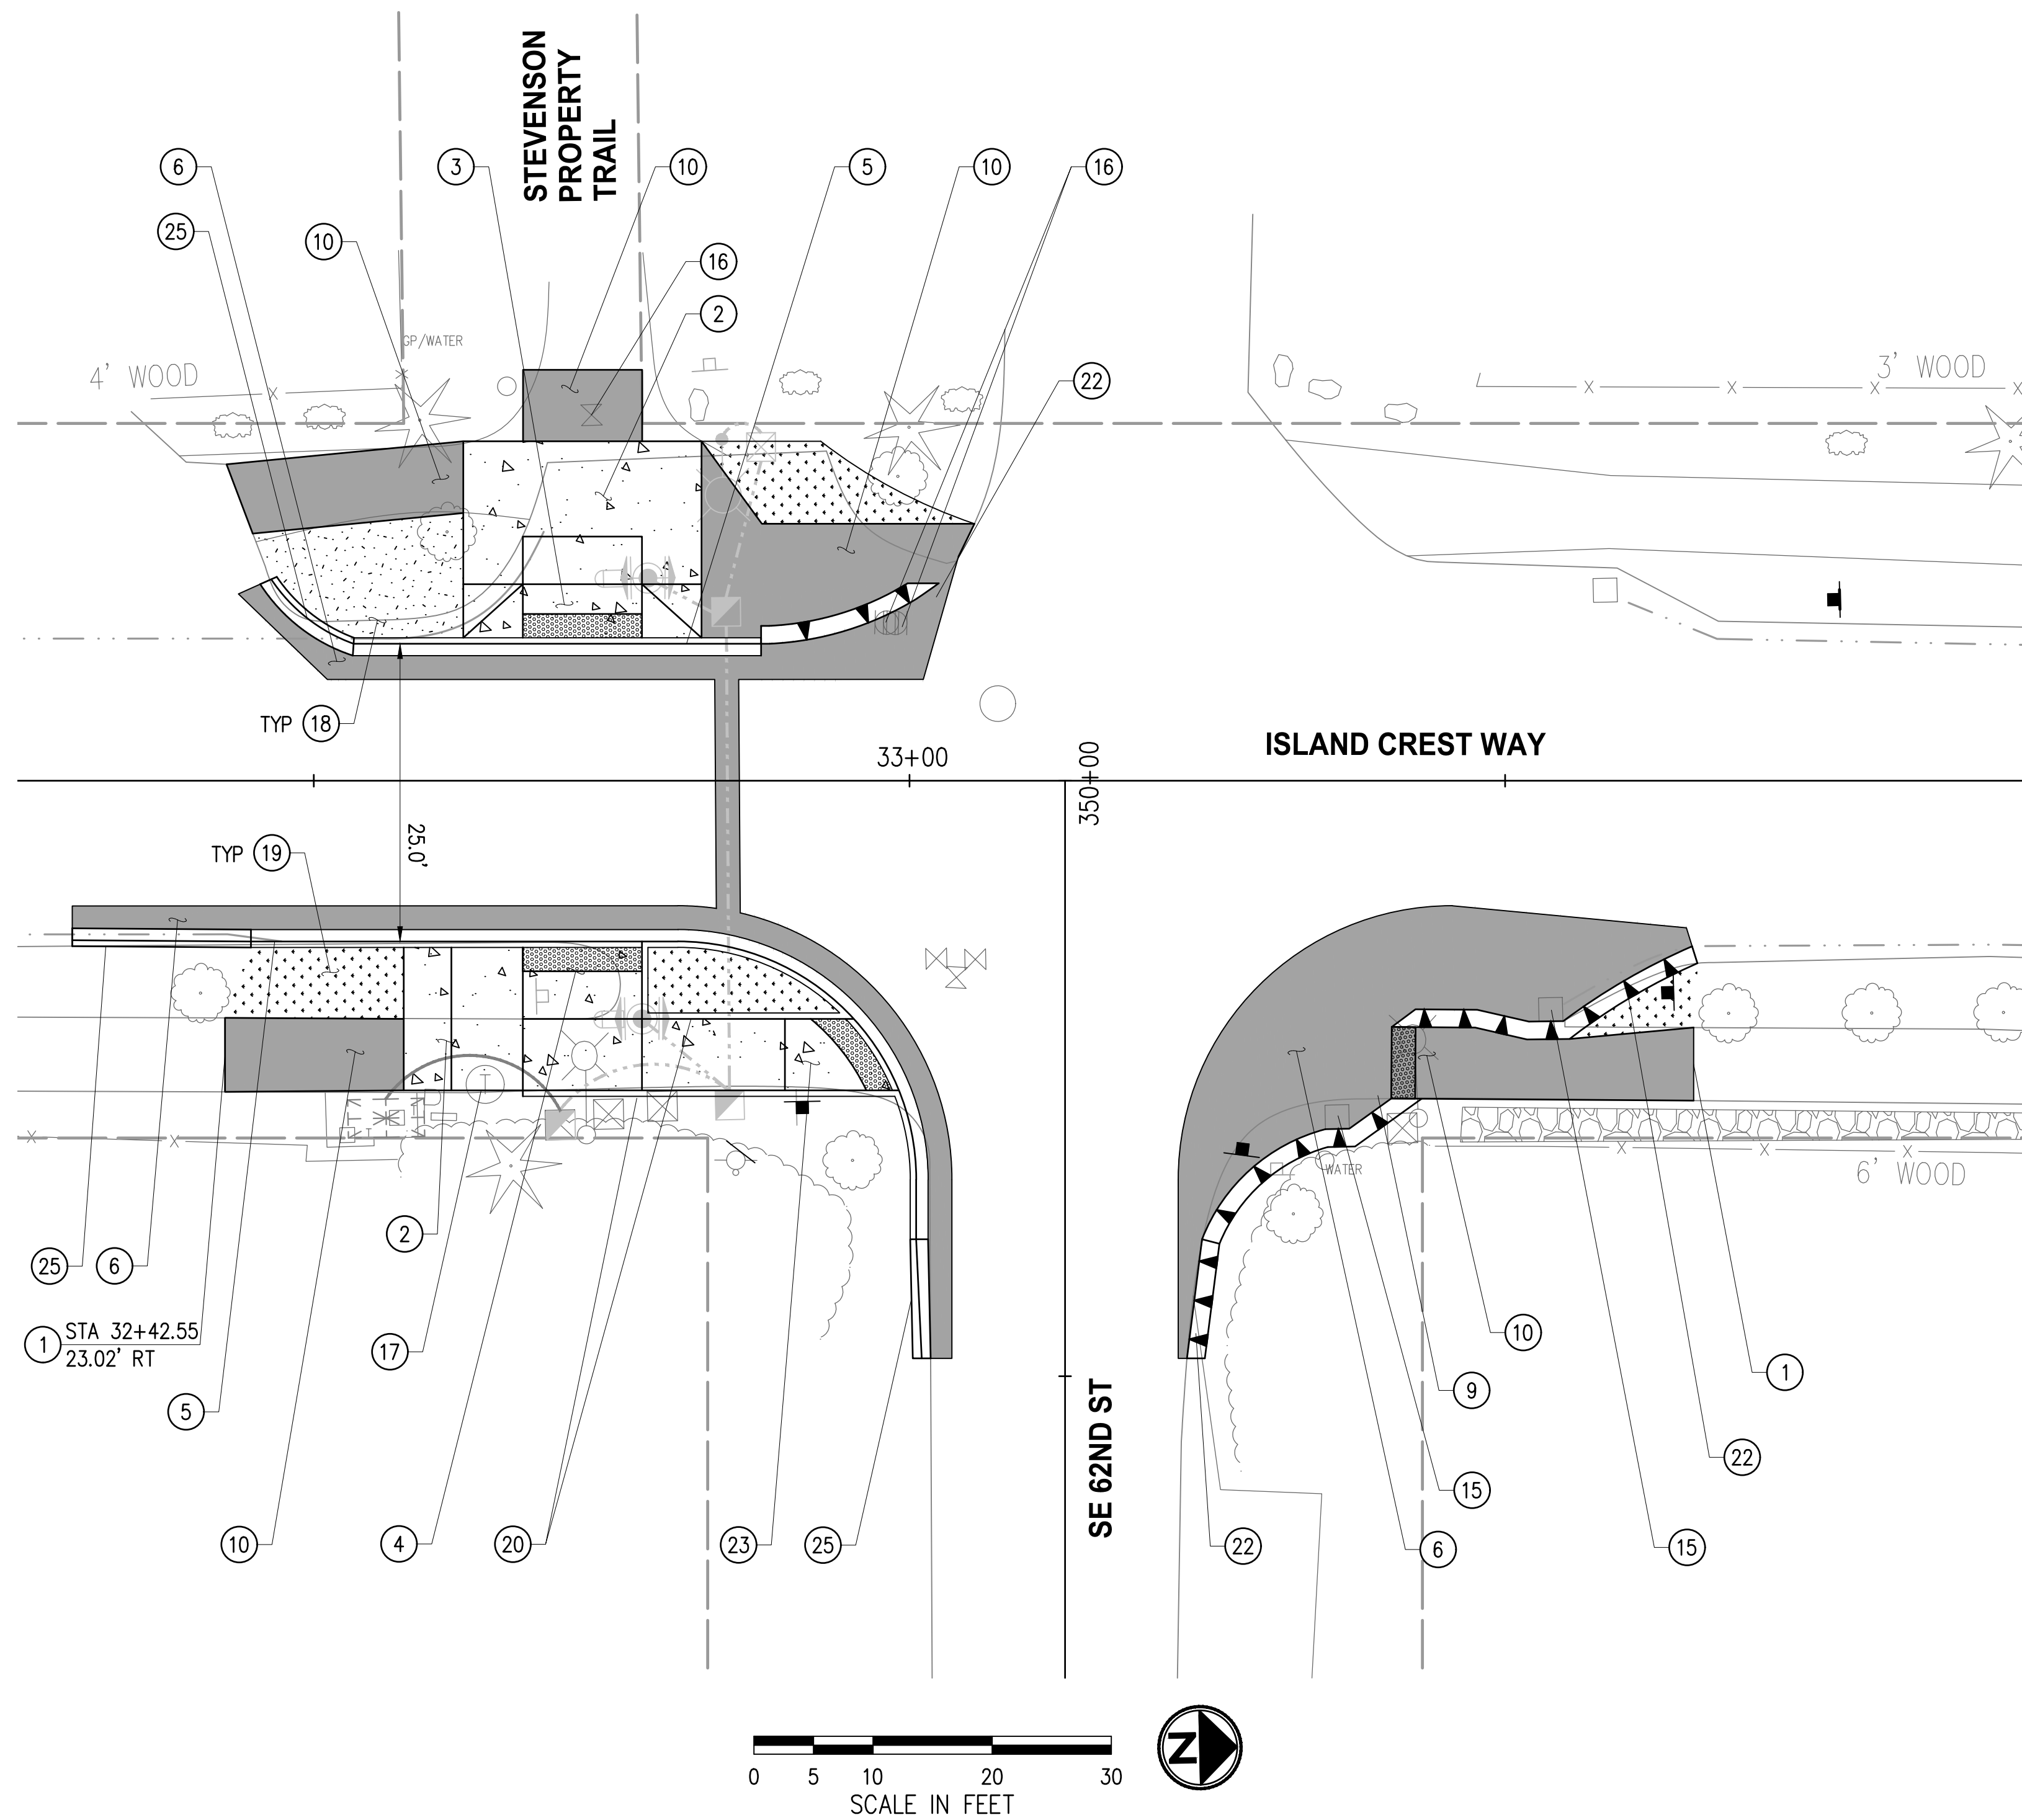 STEVENSON
PROPERTY
TRAIL
6
3
10
5
10
16
25
10
16
2
22
GP/WATER
4' WOOD
3' WOOD
TYP 18
ISLAND CREST WAY
33+00
350+00
25.0'
TYP 19
T
WATER
6' WOOD
2
25
6
1 STA 32+42.55
23.02' RT
17
10
1
5
9
22
15
10
4
20
23
25
22
6
15
SE 62ND ST
Z
0 5 10 20 30
SCALE IN FEET